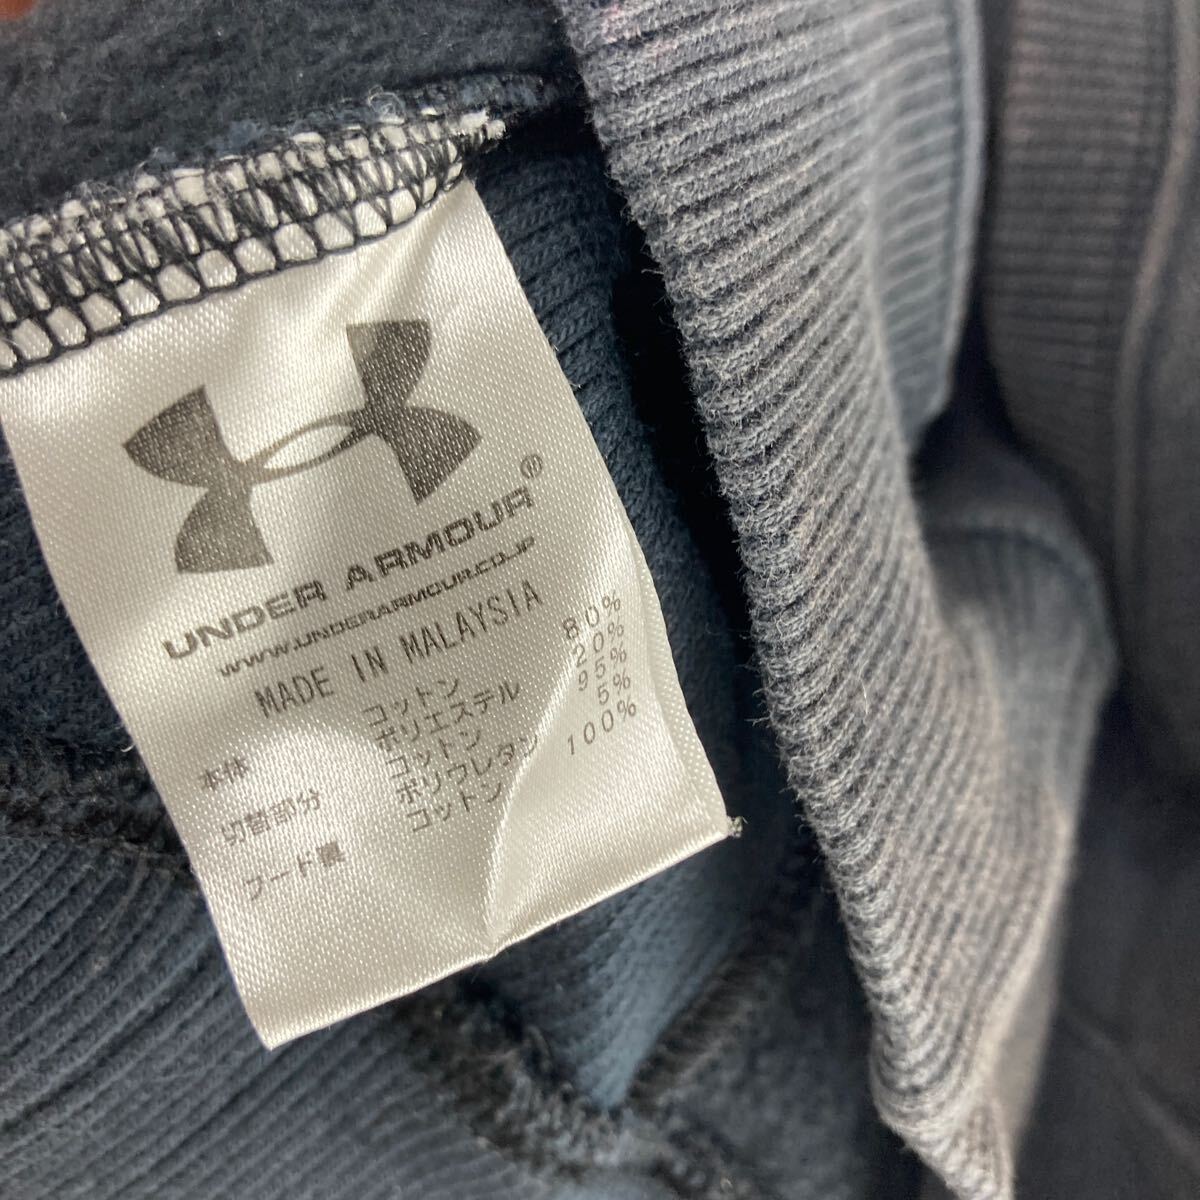 UNDER ARMOUR®
WWW.UNDERARMOUR.CO.JP
MADE IN MALAYSIA
本体 コットン 80%
ポリエステル 20%
切替部分 コットン 95%
ポリウレタン 5%
フード裏 コットン 100%